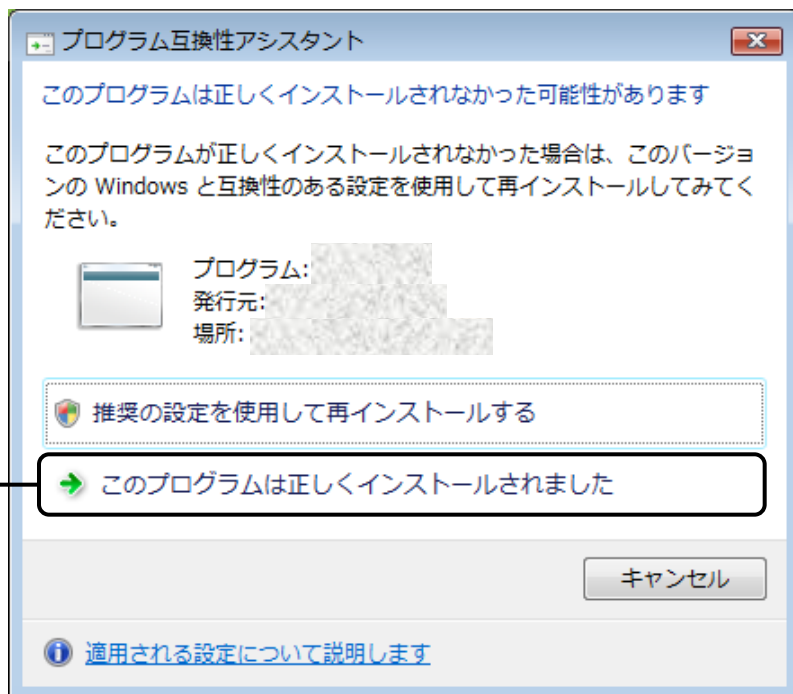 プログラム互換性アシスタント
このプログラムは正しくインストールされなかった可能性があります
このプログラムが正しくインストールされなかった場合は、このバージョ
ンの Windows と互換性のある設定を使用して再インストールしてみてく
ださい。
プログラム:
発行元:
場所:
推奨の設定を使用して再インストールする
このプログラムは正しくインストールされました
キャンセル
適用される設定について説明します